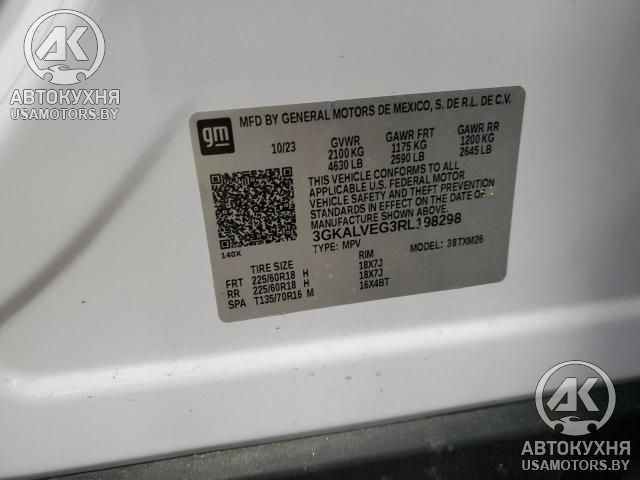 АВТОКУХНЯ
USAMOTORS.BY
gm
MFD BY GENERAL MOTORS DE MEXICO, S. DE R.L. DE C.V.
10/23 GVWR GAWR FRT GAWR RR
2100 KG 1175 KG 1200 KG
4630 LB 2590 LB 2645 LB
THIS VEHICLE CONFORMS TO ALL
APPLICABLE U.S. FEDERAL MOTOR
VEHICLE SAFETY AND THEFT PREVENTION
STANDARDS IN EFFECT ON THE DATE OF
MANUFACTURE SHOWN ABOVE.
3GKALVEG3RL198298
140X TYPE: MPV MODEL: 38TXM26
TIRE SIZE RIM
FRT 225/60R18 H 18X7J
RR 225/60R18 H 18X7J
SPA T135/70R16 M 16X4BT
АК
АВТОКУХНЯ
USAMOTORS.BY